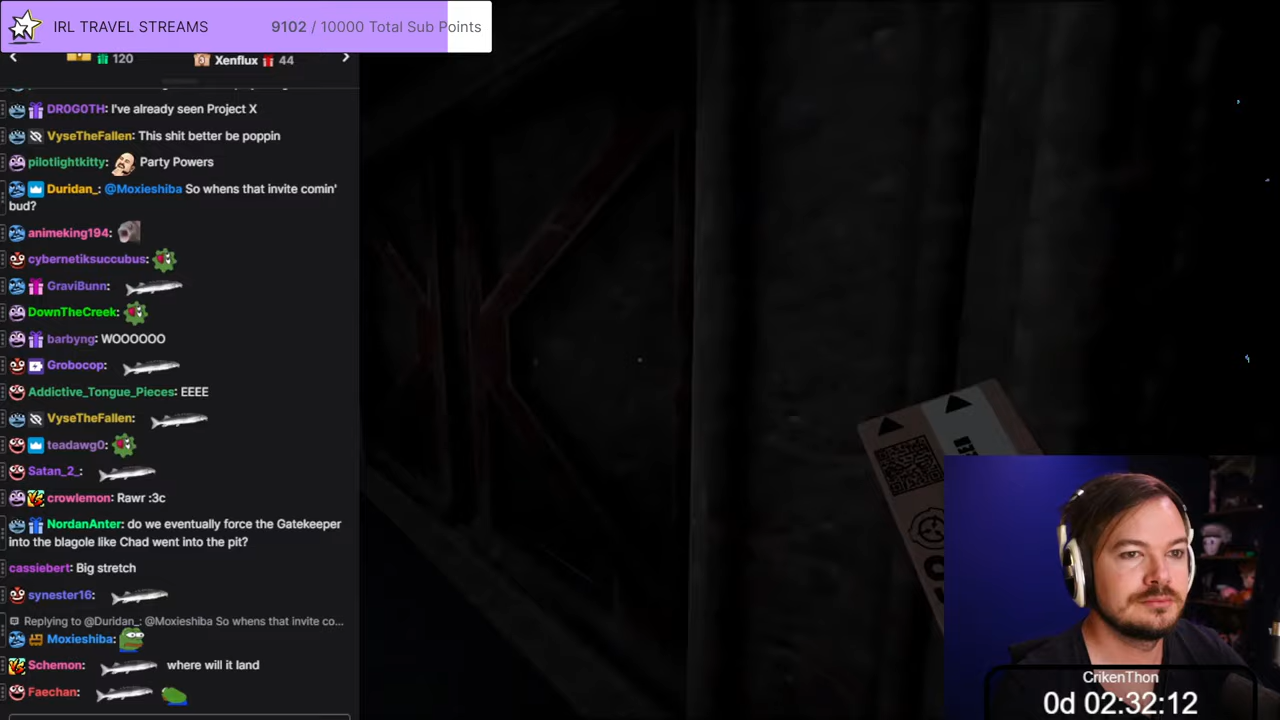 IRL TRAVEL STREAMS
9102 / 10000 Total Sub Points
120
Xenflux 44
DR0G0TH: I've already seen Project X
VyseTheFallen: This shit better be poppin
pilotlightkitty: Party Powers
Duridan_: @Moxieshiba So whens that invite comin'
bud?
animeking194:
cybernetiksuccubus:
GraviBunn:
DownTheCreek:
barbyng: WOOOOOO
Grobocop:
Addictive_Tongue_Pieces: EEEE
VyseTheFallen:
teadawg0:
Satan_2_:
crowlemon: Rawr :3c
NordanAnter: do we eventually force the Gatekeeper
into the blagole like Chad went into the pit?
cassiebert: Big stretch
synester16:
Replying to @Duridan_: @Moxieshiba So whens that invite co...
Moxieshiba:
Schemon: where will it land
Faechan:
CrikenThon
0d 02:32:12